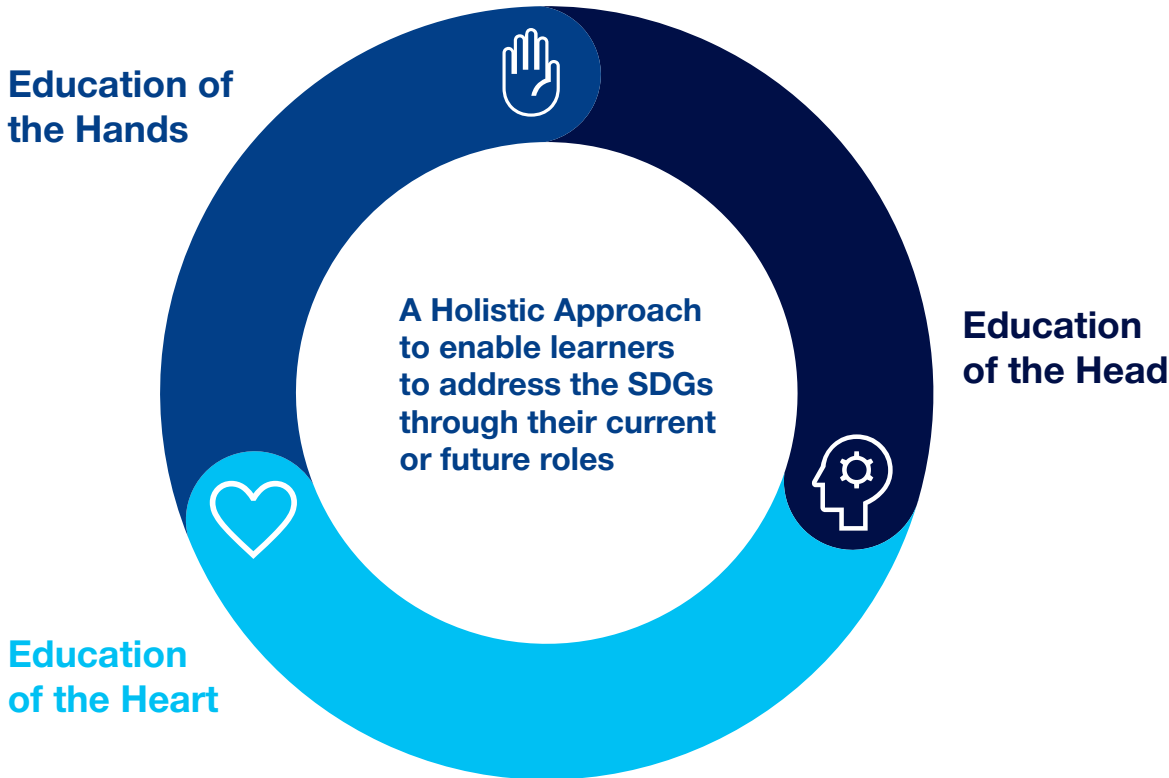 Education of
the Hands
A Holistic Approach
to enable learners
to address the SDGs
through their current
or future roles
Education
of the Head
Education
of the Heart